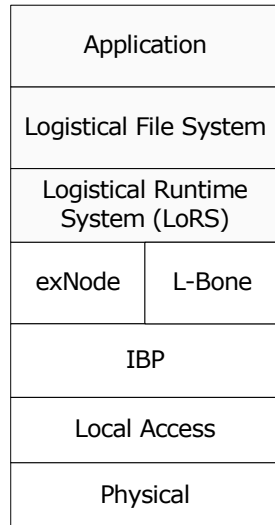 Application
Logistical File System
Logistical Runtime
System (LoRS)
exNode
L-Bone
IBP
Local Access
Physical